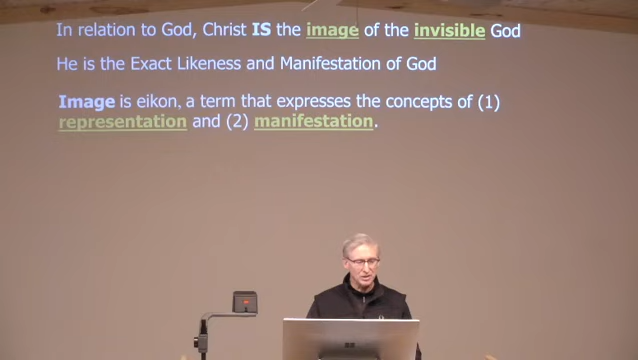 In relation to God, Christ IS the image of the invisible God
He is the Exact Likeness and Manifestation of God
Image is eikon, a term that expresses the concepts of (1)
representation and (2) manifestation.